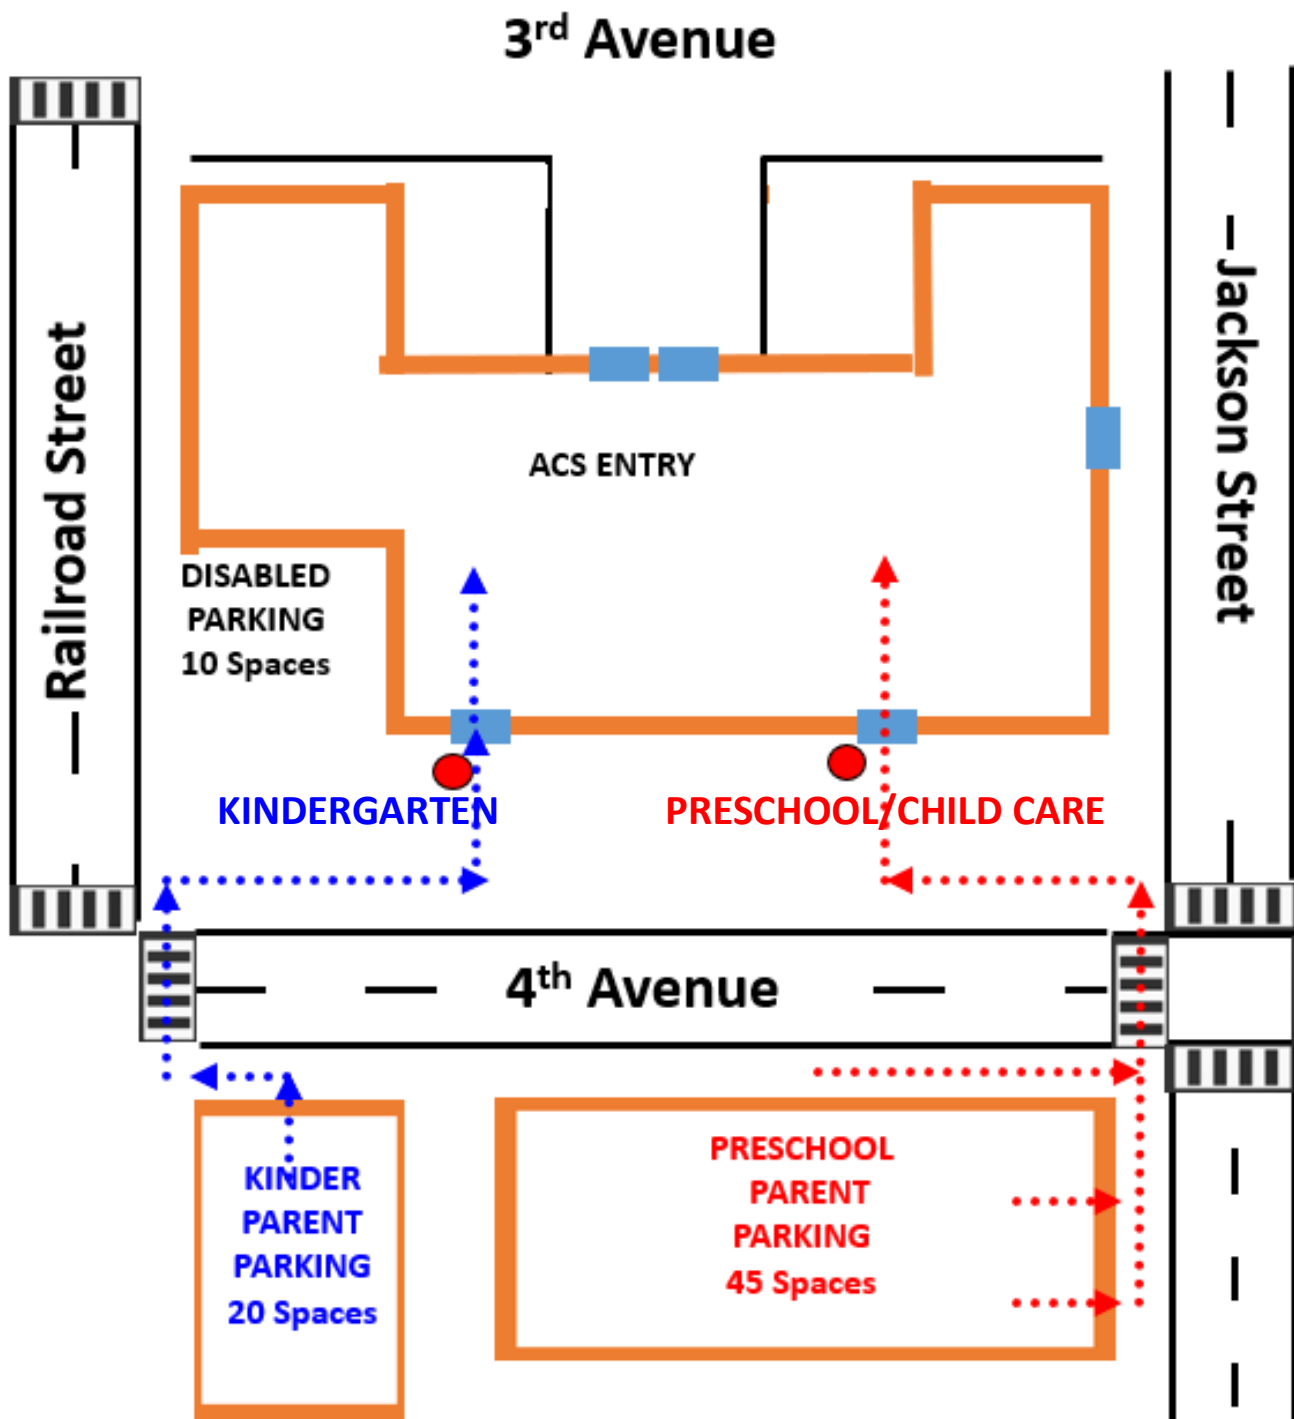 3rd Avenue
Railroad Street
Jackson Street
ACS ENTRY
DISABLED
PARKING
10 Spaces
KINDERGARTEN
PRESCHOOL/CHILD CARE
4th Avenue
KINDER
PARENT
PARKING
20 Spaces
PRESCHOOL
PARENT
PARKING
45 Spaces